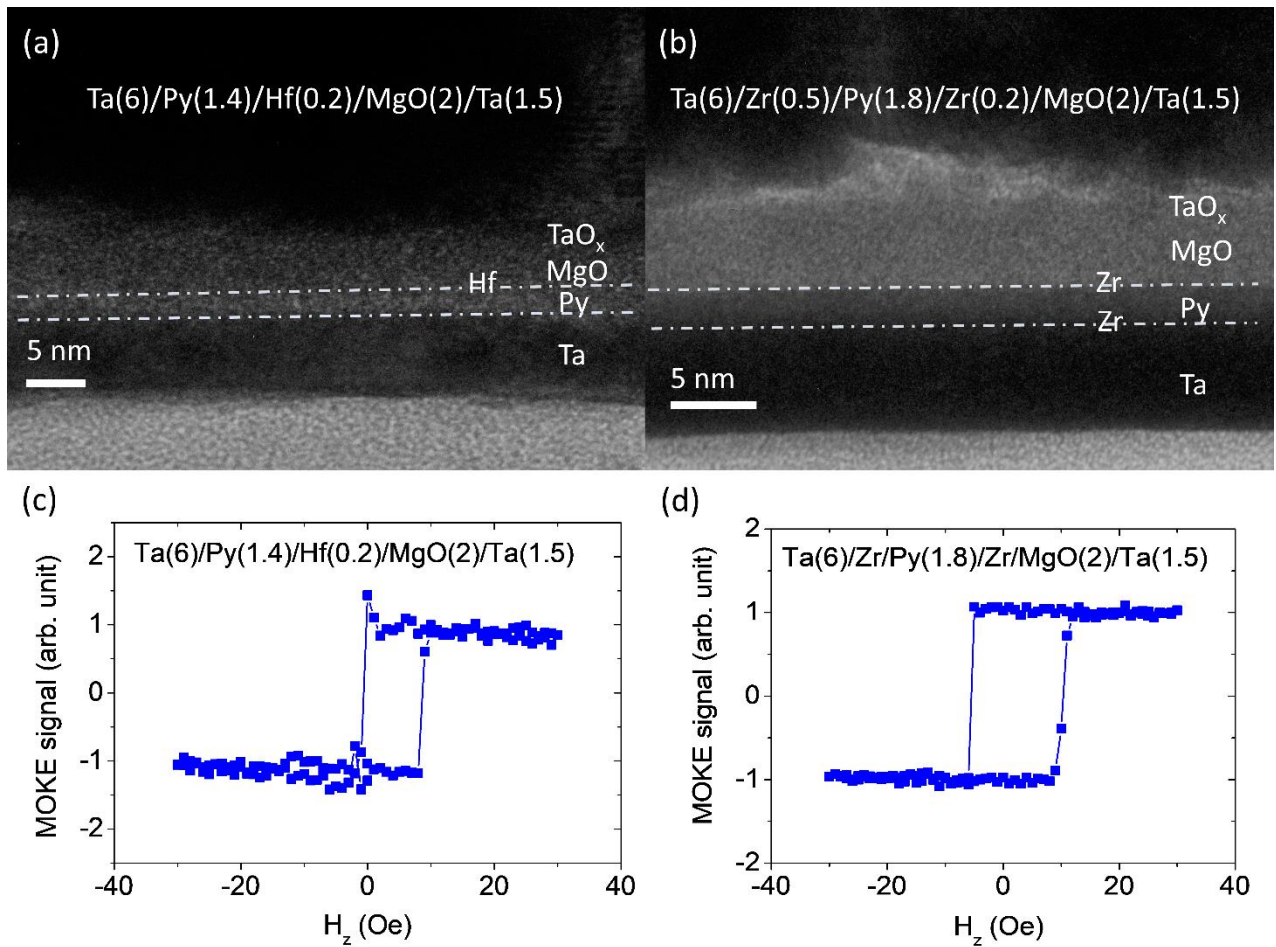 (a)
Ta(6)/Py(1.4)/Hf(0.2)/MgO(2)/Ta(1.5)
TaOₓ
MgO
Hf
Py
Ta
5 nm
(b)
Ta(6)/Zr(0.5)/Py(1.8)/Zr(0.2)/MgO(2)/Ta(1.5)
TaOₓ
MgO
Zr
Py
Zr
Ta
5 nm
(c)
Ta(6)/Py(1.4)/Hf(0.2)/MgO(2)/Ta(1.5)
MOKE signal (arb. unit)
2
1
0
-1
-2
-40
-20
0
20
40
H_z (Oe)
(d)
Ta(6)/Zr/Py(1.8)/Zr/MgO(2)/Ta(1.5)
MOKE signal (arb. unit)
2
1
0
-1
-2
-40
-20
0
20
40
H_z (Oe)